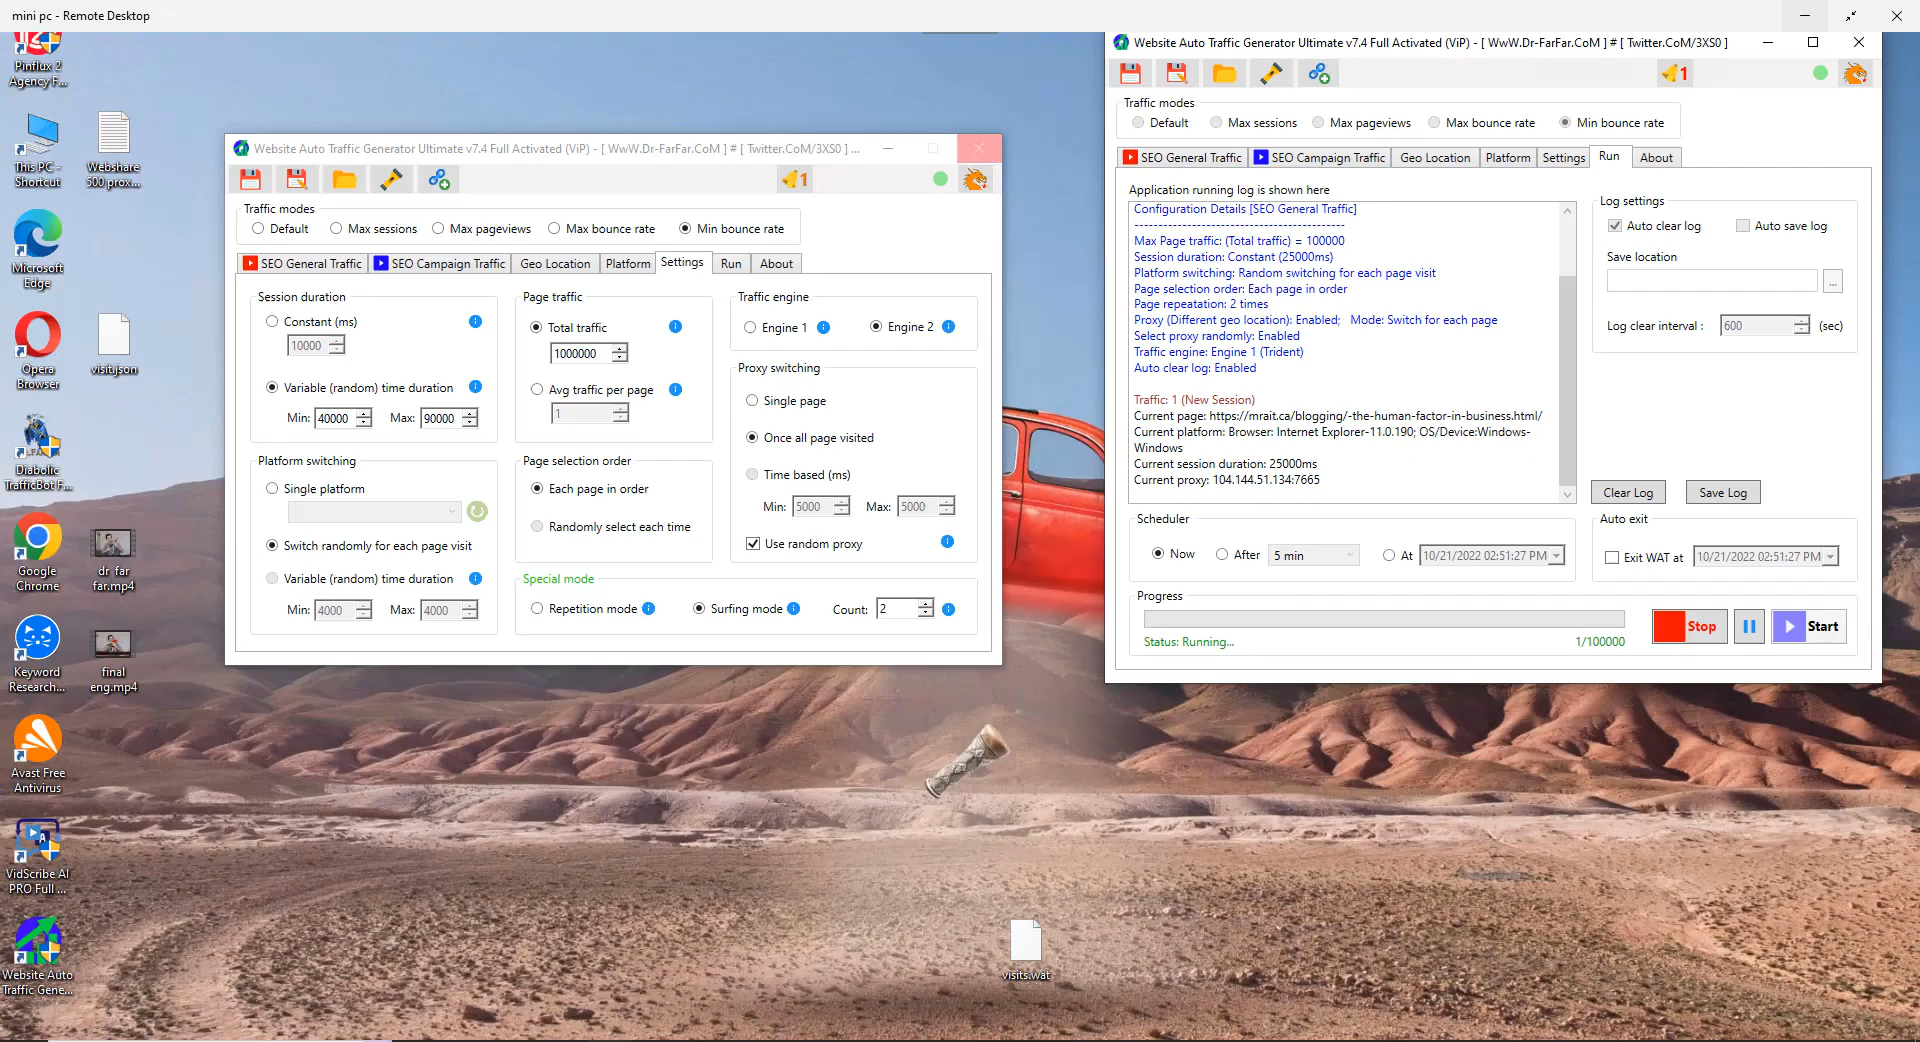 mini pc - Remote Desktop
Pinflux 2
Agency F...
This PC -
Shortcut
Webshare
500 prox...
Microsoft
Edge
Opera
Browser
visit.json
Diabolic
TrafficBot F...
Google
Chrome
dr far
far.mp4
Keyword
Research...
final
eng.mp4
Avast Free
Antivirus
VidScribe AI
PRO Full ...
Website Auto
Traffic Gene...
visits.wat
Website Auto Traffic Generator Ultimate v7.4 Full Activated (ViP) - [ WwW.Dr-FarFar.CoM ] # [ Twitter.CoM/3XS0 ] ...
1
Traffic modes
Default Max sessions Max pageviews Max bounce rate Min bounce rate
SEO General Traffic SEO Campaign Traffic Geo Location Platform Settings Run About
Session duration
Constant (ms)
10000
Variable (random) time duration
Min: 40000 Max: 90000
Platform switching
Single platform
Switch randomly for each page visit
Variable (random) time duration
Min: 4000 Max: 4000
Page traffic
Total traffic
1000000
Avg traffic per page
1
Page selection order
Each page in order
Randomly select each time
Traffic engine
Engine 1 Engine 2
Proxy switching
Single page
Once all page visited
Time based (ms)
Min: 5000 Max: 5000
Use random proxy
Special mode
Repetition mode Surfing mode Count: 2
Website Auto Traffic Generator Ultimate v7.4 Full Activated (ViP) - [ WwW.Dr-FarFar.CoM ] # [ Twitter.CoM/3XS0 ]
1
Traffic modes
Default Max sessions Max pageviews Max bounce rate Min bounce rate
SEO General Traffic SEO Campaign Traffic Geo Location Platform Settings Run About
Application running log is shown here
Configuration Details [SEO General Traffic]
--------------------------------------------
Max Page traffic: (Total traffic) = 100000
Session duration: Constant (25000ms)
Platform switching: Random switching for each page visit
Page selection order: Each page in order
Page repeatation: 2 times
Proxy (Different geo location): Enabled; Mode: Switch for each page
Select proxy randomly: Enabled
Traffic engine: Engine 1 (Trident)
Auto clear log: Enabled
Traffic: 1 (New Session)
Current page: https://mrait.ca/blogging/-the-human-factor-in-business.html/
Current platform: Browser: Internet Explorer-11.0.190; OS/Device:Windows-
Windows
Current session duration: 25000ms
Current proxy: 104.144.51.134:7665
Log settings
Auto clear log Auto save log
Save location
...
Log clear interval : 600 (sec)
Clear Log Save Log
Scheduler
Now After 5 min At 10/21/2022 02:51:27 PM
Auto exit
Exit WAT at 10/21/2022 02:51:27 PM
Progress
Status: Running... 1/100000
Stop Start